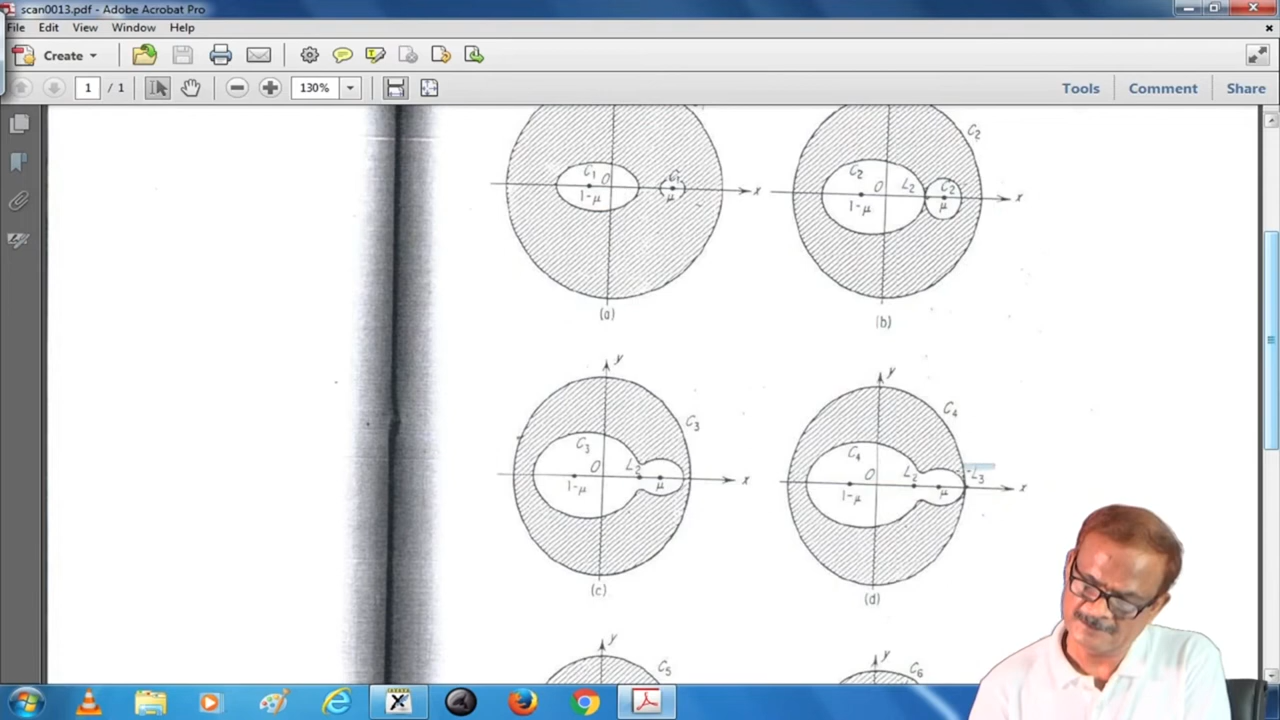 scan0013.pdf - Adobe Acrobat Pro
File Edit View Window Help
Create
1 / 1 130% Tools Comment Share
C1 O C1
1-μ μ
x
(a)
C2
C2 O L2 C2
1-μ μ
x
(b)
y
C3
C3 O L2
1-μ μ
x
(c)
y
C4
C4 O L2 L3
1-μ μ
x
(d)
y
C5
y
C6